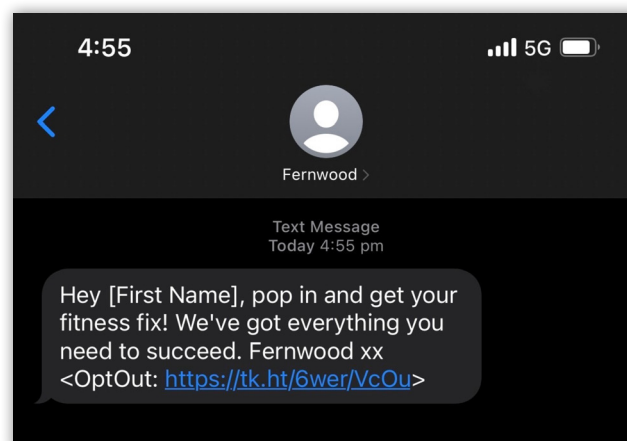 4:55
5G
Fernwood
Text Message
Today 4:55 pm
Hey [First Name], pop in and get your
fitness fix! We've got everything you
need to succeed. Fernwood xx
<OptOut: https://tk.ht/6wer/VcOu>